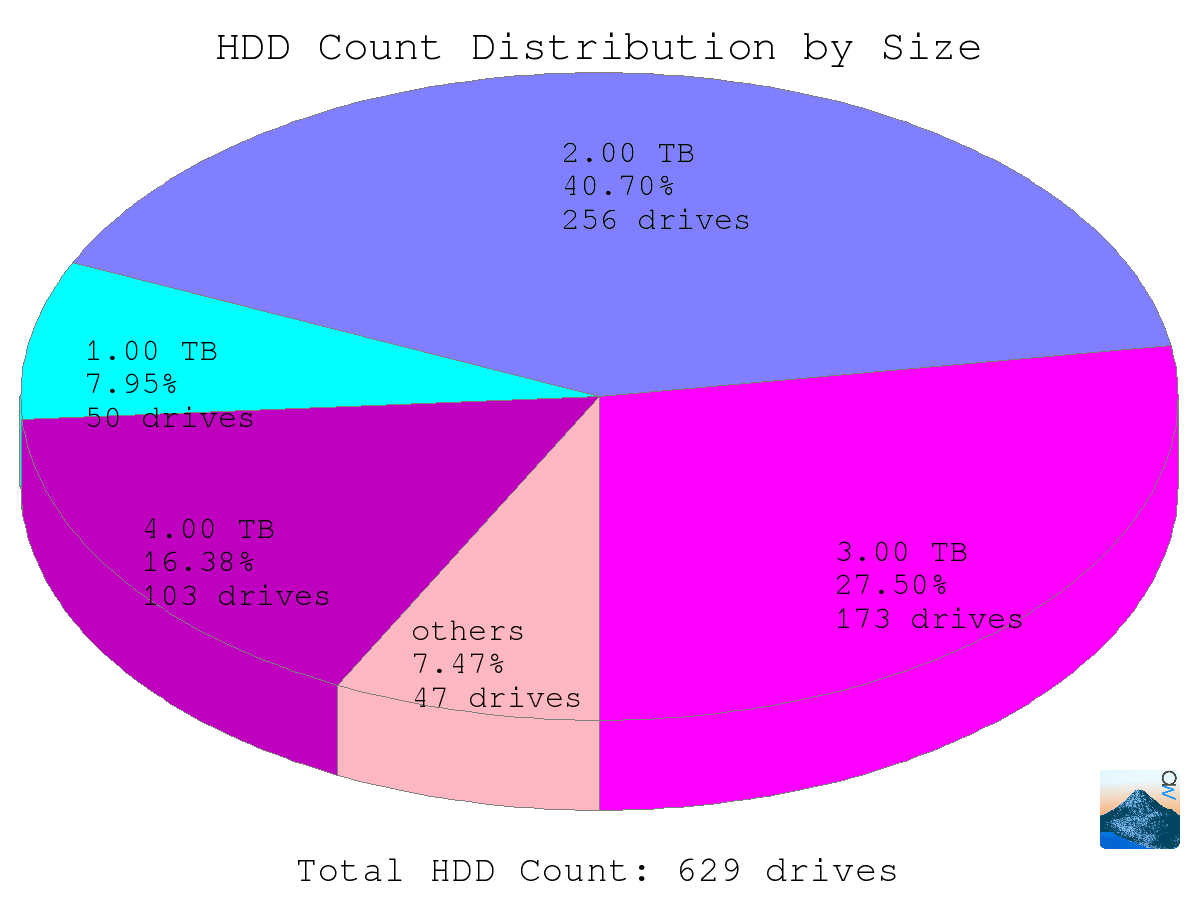 HDD Count Distribution by Size
2.00 TB
40.70%
256 drives
1.00 TB
7.95%
50 drives
4.00 TB
16.38%
103 drives
3.00 TB
27.50%
173 drives
others
7.47%
47 drives
Total HDD Count: 629 drives